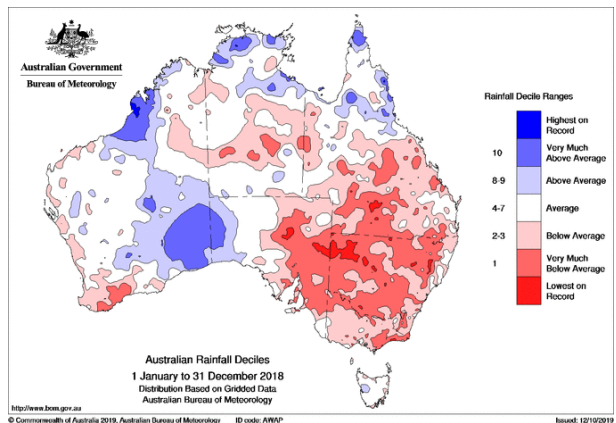 Australian Government
Bureau of Meteorology
Rainfall Decile Ranges
Highest on
Record
10
Very Much
Above Average
8-9
Above Average
4-7
Average
2-3
Below Average
1
Very Much
Below Average
Lowest on
Record
Australian Rainfall Deciles
1 January to 31 December 2018
Distribution Based on Gridded Data
Australian Bureau of Meteorology
http://www.bom.gov.au
© Commonwealth of Australia 2019, Australian Bureau of Meteorology
ID code: AWAP
Issued: 12/10/2019